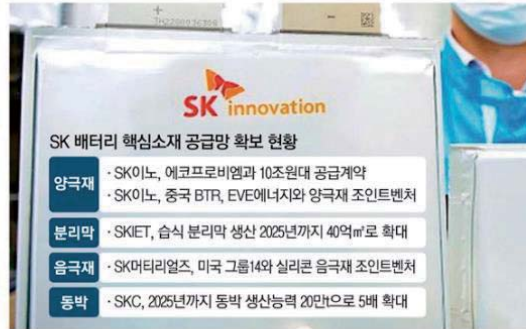 +
-
SK innovation
SK 배터리 핵심소재 공급망 확보 현황
양극재
· SK이노, 에코프로비엠과 10조원대 공급계약
· SK이노, 중국 BTR, EVE에너지와 양극재 조인트벤처
분리막
· SKIET, 습식 분리막 생산 2025년까지 40억㎡로 확대
음극재
· SK머티리얼즈, 미국 그룹14와 실리콘 음극재 조인트벤처
동박
· SKC, 2025년까지 동박 생산능력 20만t으로 5배 확대